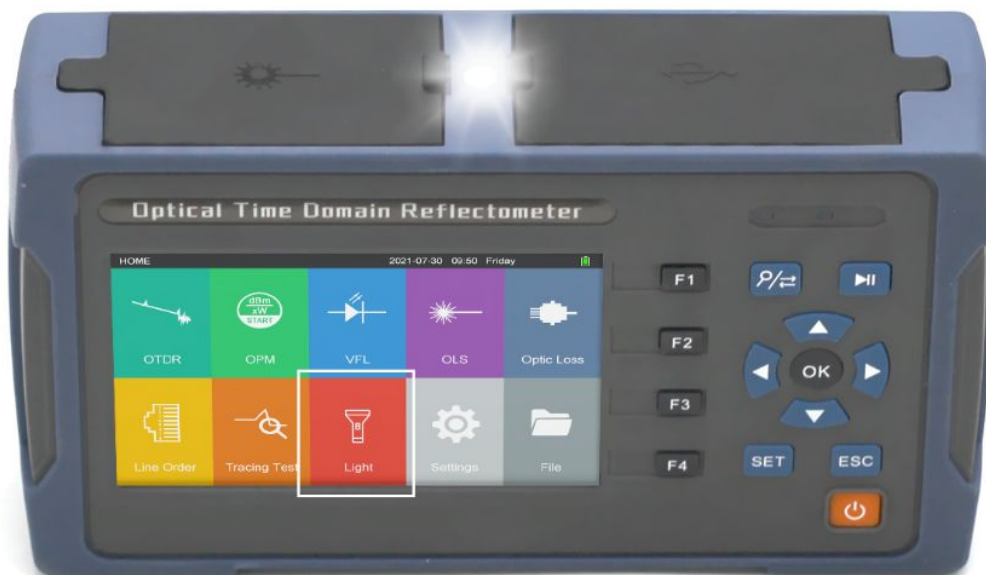 Optical Time Domain Reflectometer
HOME 2021-07-30 09:50 Friday
dBm
xW
START
OTDR OPM VFL OLS Optic Loss
B
Line Order Tracing Test Light Settings File
F1
F2
F3
F4
OK
SET ESC